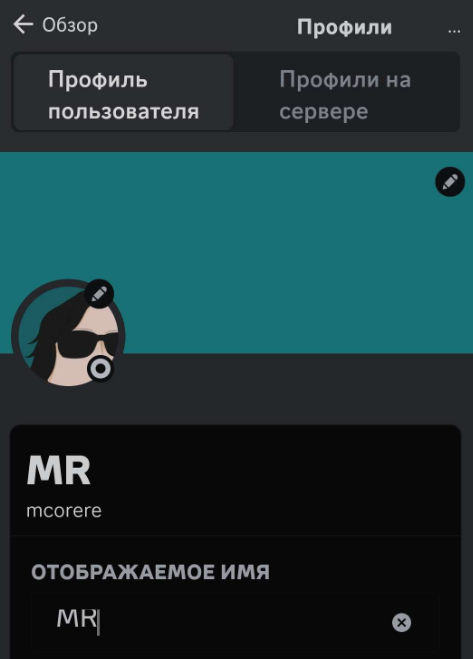 Обзор
Профили
...
Профиль
пользователя
Профили на
сервере
MR
mcorere
ОТОБРАЖАЕМОЕ ИМЯ
MR